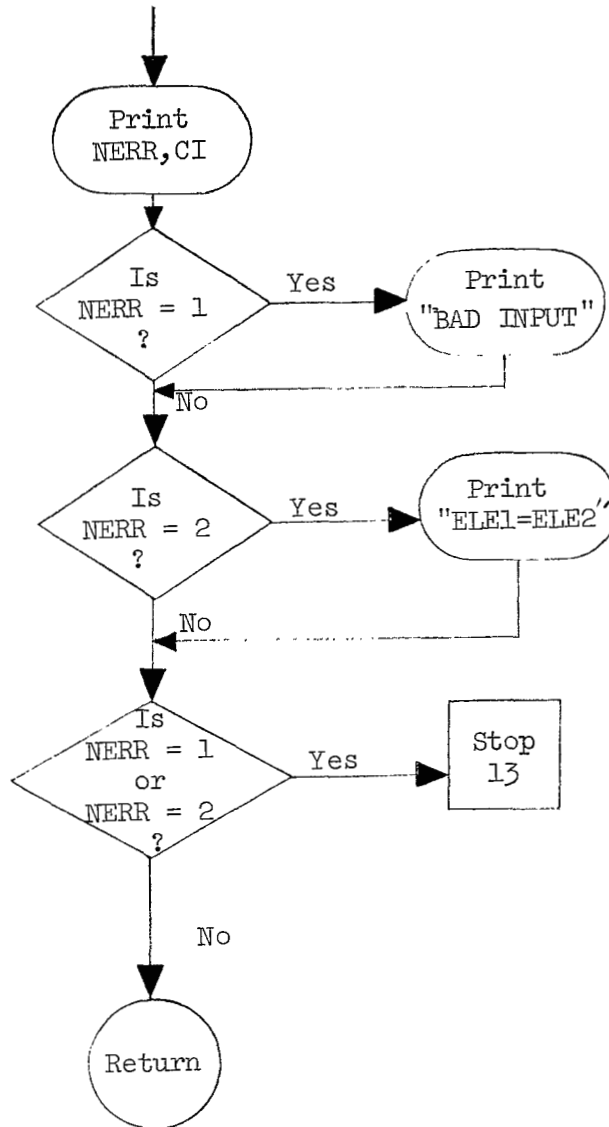 Print
NERR,CI
Is
NERR = 1
?
Yes
Print
"BAD INPUT"
No
Is
NERR = 2
?
Yes
Print
"ELE1=ELE2"
No
Is
NERR = 1
or
NERR = 2
?
Yes
Stop
13
No
Return